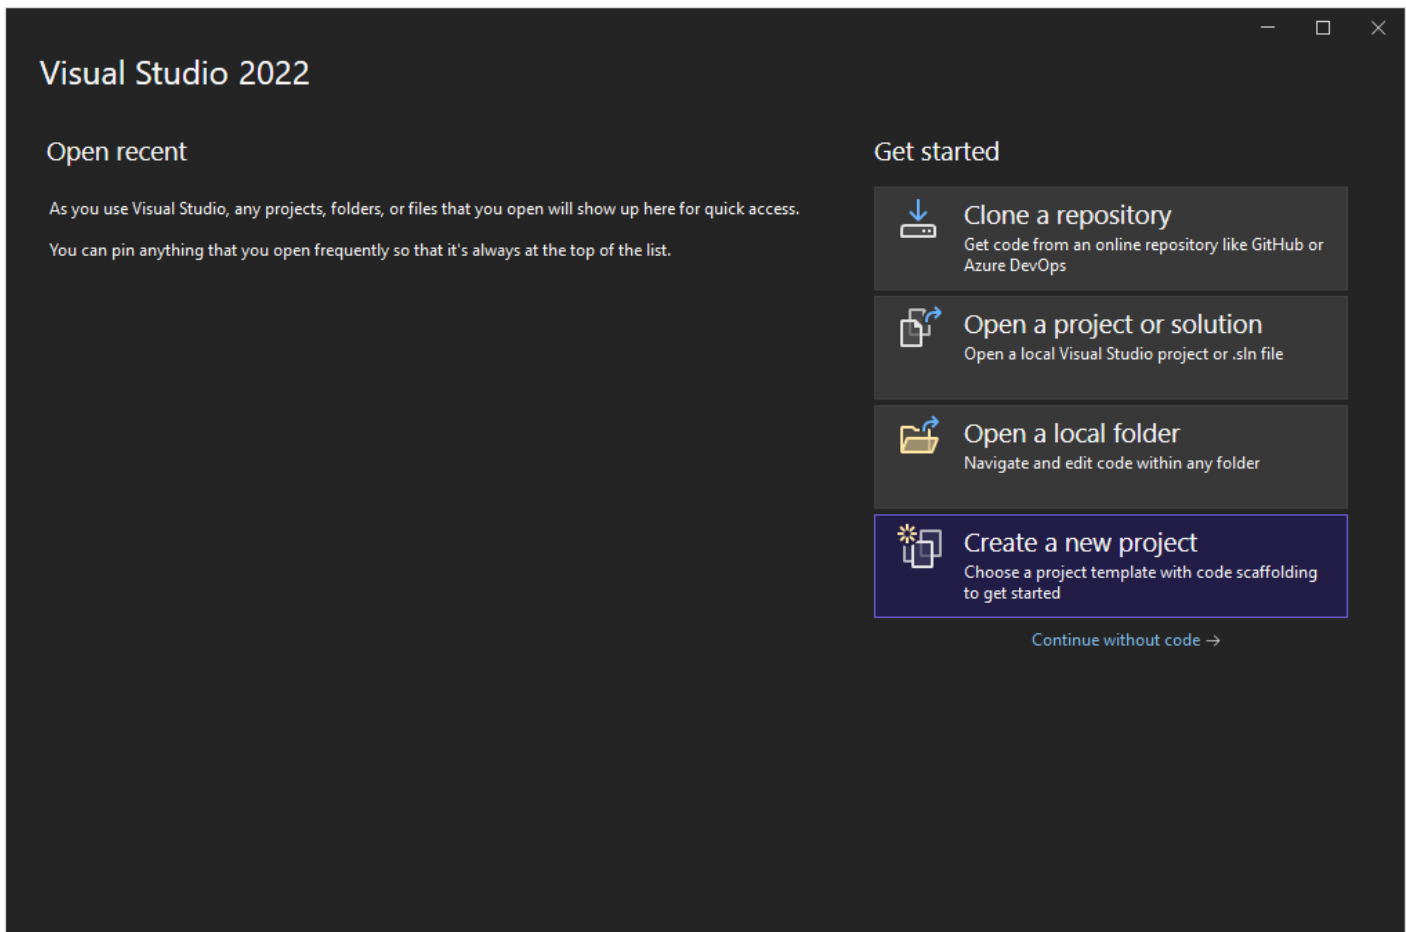 Visual Studio 2022
Open recent
As you use Visual Studio, any projects, folders, or files that you open will show up here for quick access.
You can pin anything that you open frequently so that it's always at the top of the list.
Get started
Clone a repository
Get code from an online repository like GitHub or
Azure DevOps
Open a project or solution
Open a local Visual Studio project or .sln file
Open a local folder
Navigate and edit code within any folder
Create a new project
Choose a project template with code scaffolding
to get started
Continue without code →